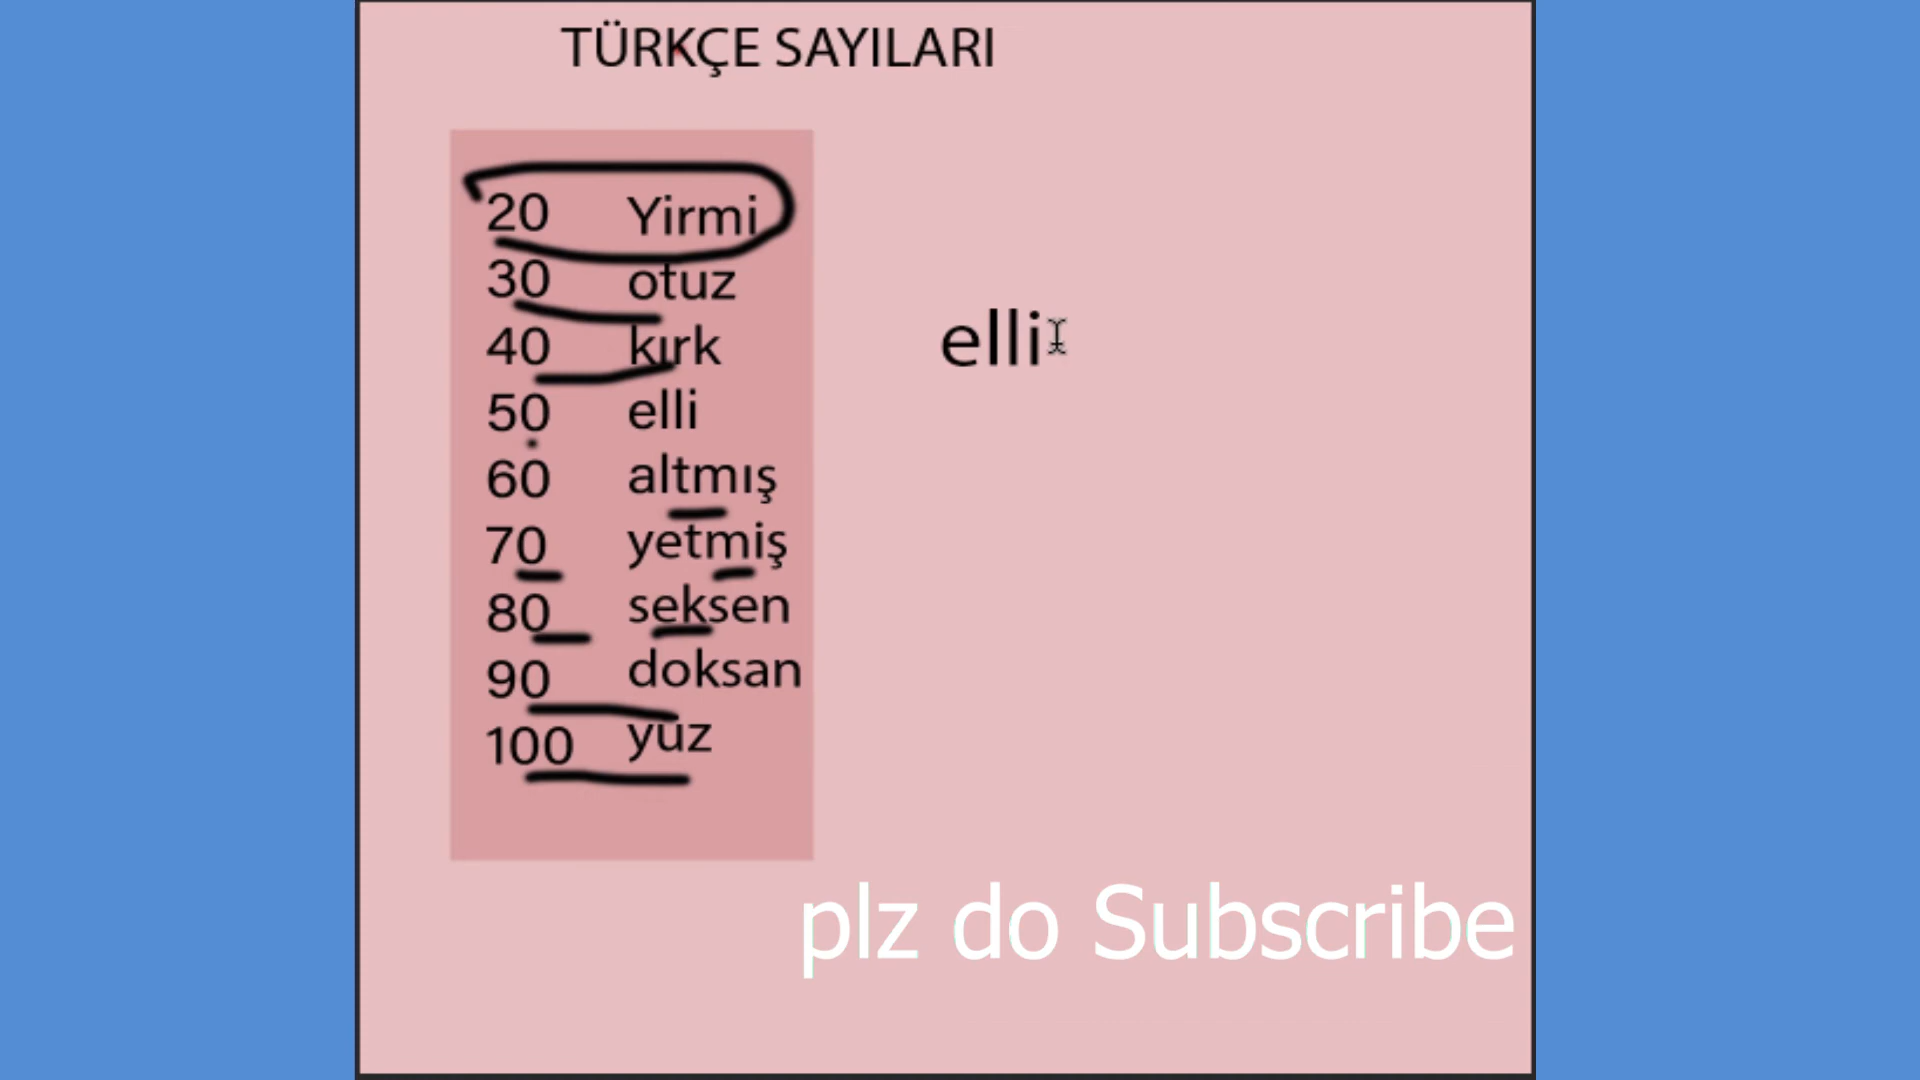 TÜRKÇE SAYILARI
20 Yirmi
30 otuz
40 kırk
50 elli
60 altmış
70 yetmiş
80 seksen
90 doksan
100 yüz
elli
plz do Subscribe